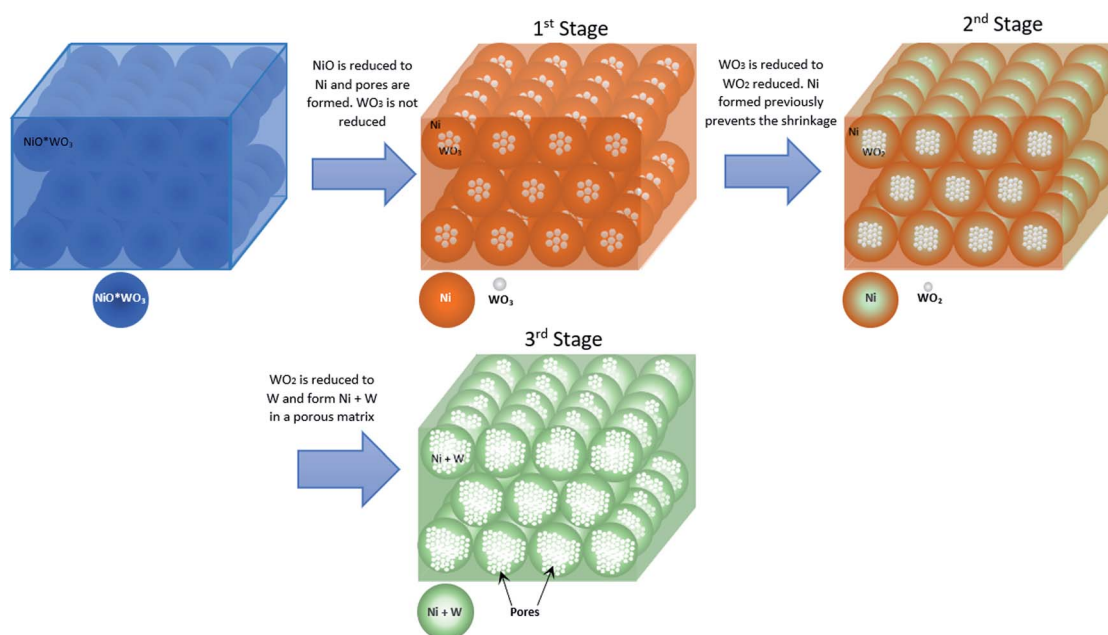 1st Stage
2nd Stage
NiO is reduced to
Ni and pores are
formed. WO3 is not
reduced
WO3 is reduced to
WO2 reduced. Ni
formed previously
prevents the shrinkage
NiO*WO3
Ni
WO3
Ni
WO2
NiO*WO3
Ni
WO3
Ni
WO2
3rd Stage
WO2 is reduced to
W and form Ni + W
in a porous matrix
Ni + W
Ni + W
Pores